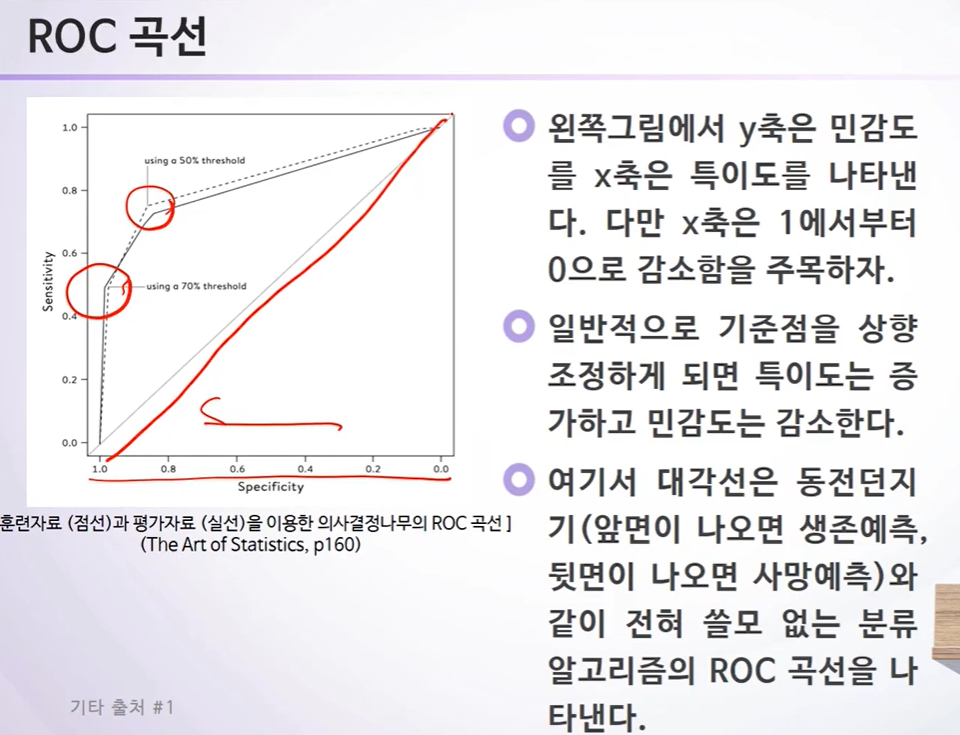 ROC 곡선
1.0
using a 50% threshold
0.8
0.6
Sensitivity
using a 70% threshold
0.4
0.2
0.0
1.0 0.8 0.6 0.4 0.2 0.0
Specificity
훈련자료 (점선)과 평가자료 (실선)을 이용한 의사결정나무의 ROC 곡선 ]
(The Art of Statistics, p160)
왼쪽그림에서 y축은 민감도
를 x축은 특이도를 나타낸
다. 다만 x축은 1에서부터
0으로 감소함을 주목하자.
일반적으로 기준점을 상향
조정하게 되면 특이도는 증
가하고 민감도는 감소한다.
여기서 대각선은 동전던지
기(앞면이 나오면 생존예측,
뒷면이 나오면 사망예측)와
같이 전혀 쓸모 없는 분류
알고리즘의 ROC 곡선을 나
타낸다.
기타 출처 #1